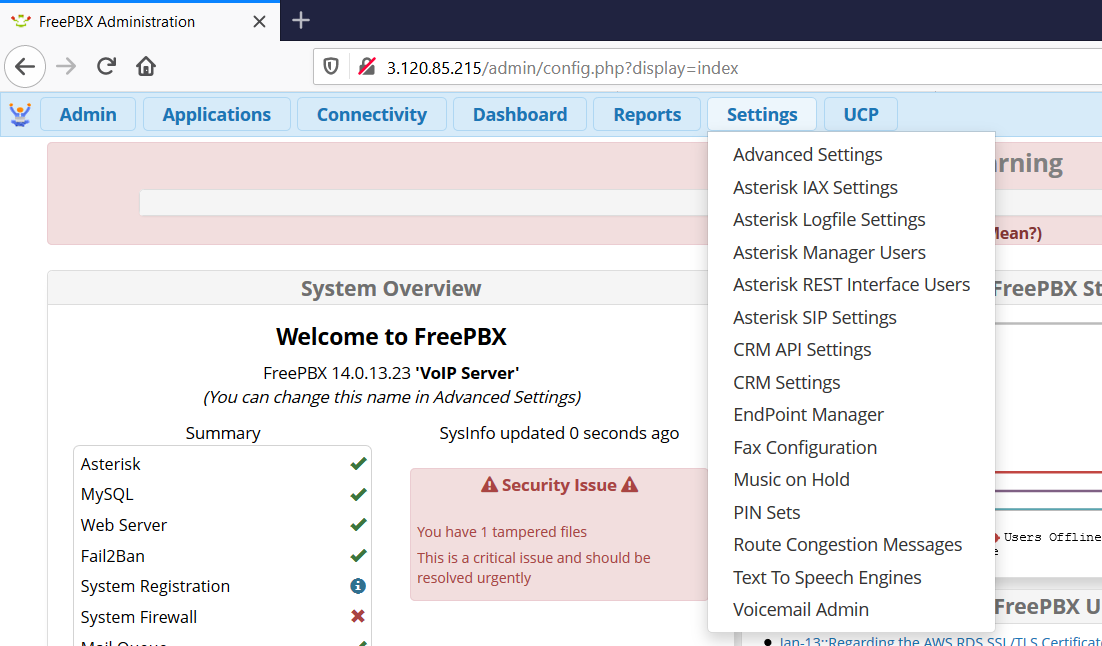 FreePBX Administration
3.120.85.215/admin/config.php?display=index
Admin Applications Connectivity Dashboard Reports Settings UCP
Advanced Settings
Asterisk IAX Settings
Asterisk Logfile Settings
Asterisk Manager Users
Asterisk REST Interface Users
Asterisk SIP Settings
CRM API Settings
CRM Settings
EndPoint Manager
Fax Configuration
Music on Hold
PIN Sets
Route Congestion Messages
Text To Speech Engines
Voicemail Admin
rning
Mean?)
System Overview
Welcome to FreePBX
FreePBX 14.0.13.23 'VoIP Server'
(You can change this name in Advanced Settings)
Summary
Asterisk
MySQL
Web Server
Fail2Ban
System Registration
System Firewall
Mail Queue
SysInfo updated 0 seconds ago
Security Issue
You have 1 tampered files
This is a critical issue and should be
resolved urgently
FreePBX St
Users Offline
e
FreePBX U
Jan-13::Regarding the AWS RDS SSL/TLS Certificat